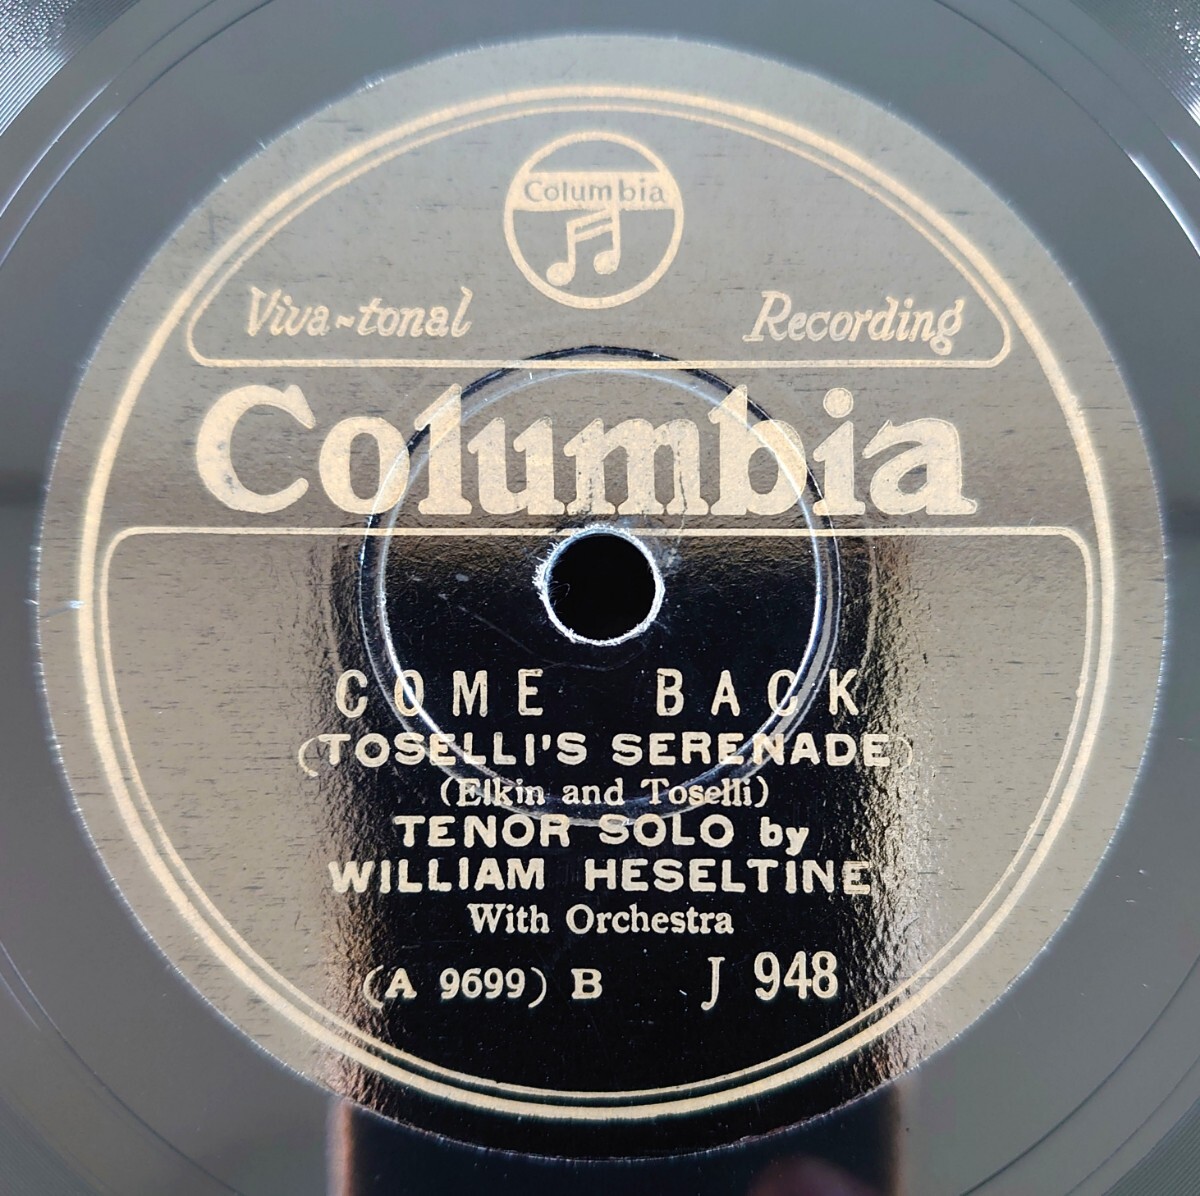 Columbia
Viva-tonal Recording
Columbia
COME BACK
(TOSELLI'S SERENADE)
(Elkin and Toselli)
TENOR SOLO by
WILLIAM HESELTINE
With Orchestra
(A 9699) B J 948